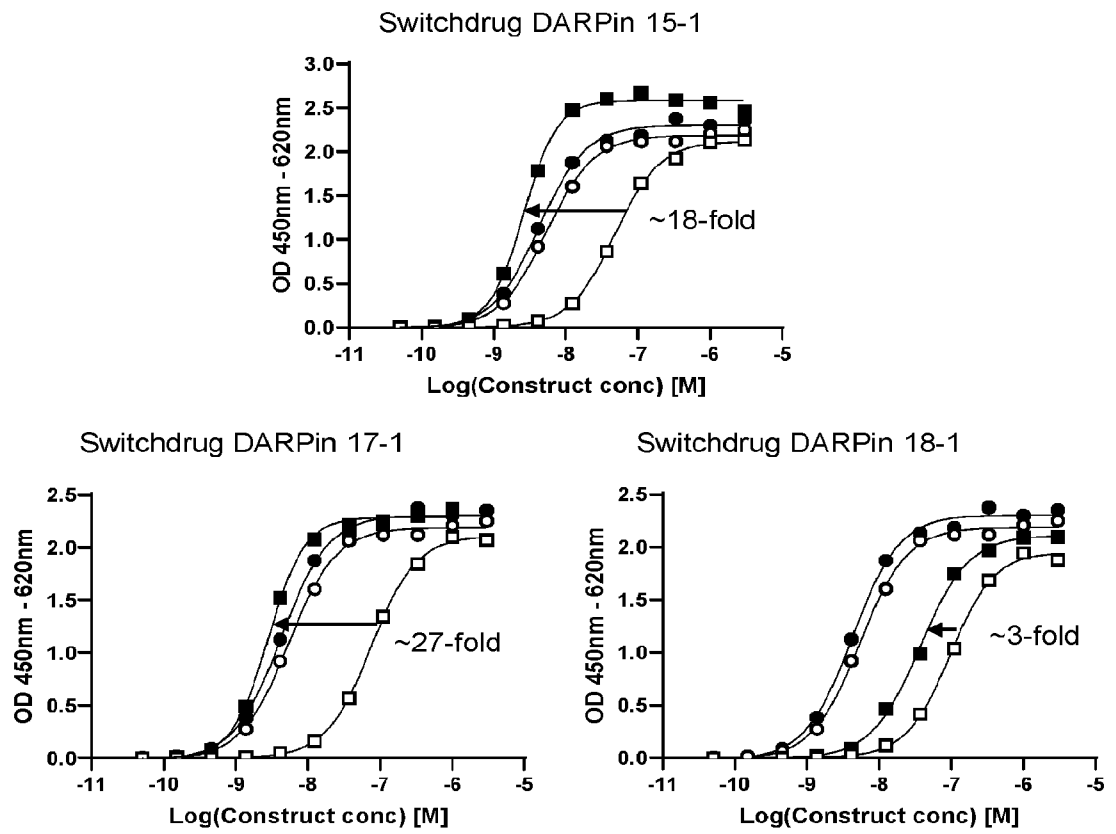 Switchdrug DARPin 15-1
3.0
2.5
2.0
1.5
1.0
0.5
0.0
OD 450nm - 620nm
~18-fold
-11 -10 -9 -8 -7 -6 -5
Log(Construct conc) [M]
Switchdrug DARPin 17-1
2.5
2.0
1.5
1.0
0.5
0.0
OD 450nm - 620nm
~27-fold
-11 -10 -9 -8 -7 -6 -5
Log(Construct conc) [M]
Switchdrug DARPin 18-1
2.5
2.0
1.5
1.0
0.5
0.0
OD 450nm - 620nm
~3-fold
-11 -10 -9 -8 -7 -6 -5
Log(Construct conc) [M]